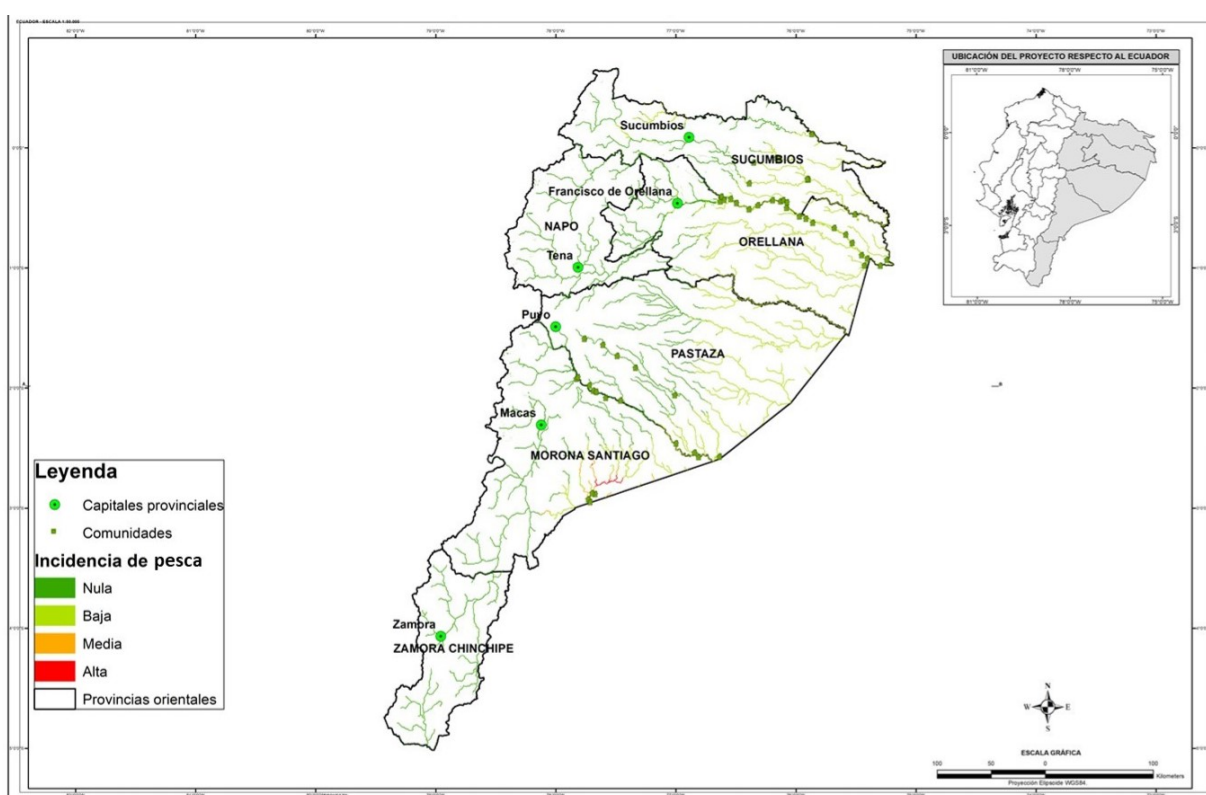 UBICACIÓN DEL PROYECTO RESPECTO AL ECUADOR
Sucumbios
SUCUMBIOS
Francisco de Orellana
NAPO
ORELLANA
Tena
Puyo
PASTAZA
Macas
MORONA SANTIAGO
Zamora
ZAMORA CHINCHIPE
Leyenda
Capitales provinciales
Comunidades
Incidencia de pesca
Nula
Baja
Media
Alta
Provincias orientales
N
W E
S
ESCALA GRÁFICA
100 50 0 100
Kilometers
Proyección Elipsoide WGS84.